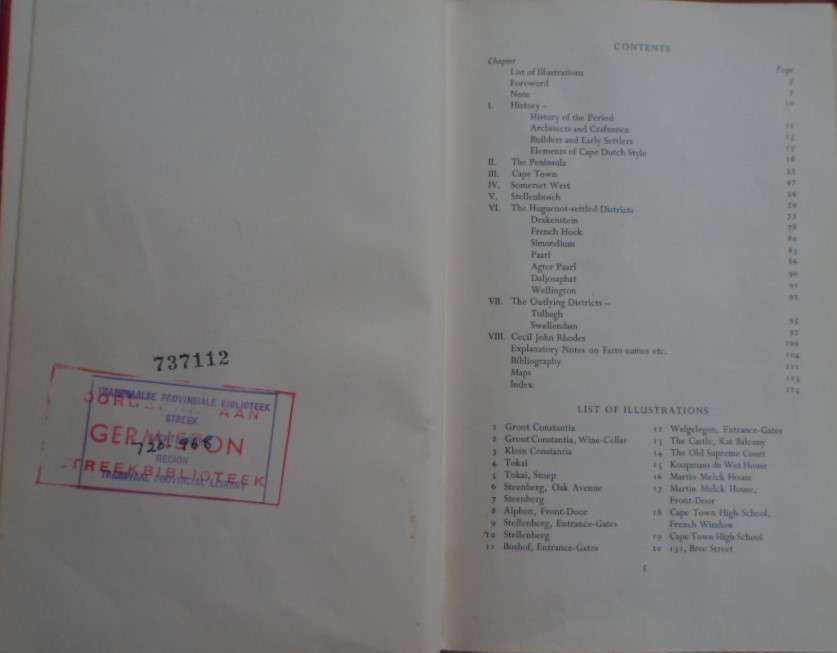 737112
TRANSVAALSE PROVINSIALE BIBLIOTEEK
STREEK
GERMISTON
726.968
REGION
STREEKBIBLIOTEEK
TRANSVAAL PROVINCIAL LIBRARY
CONTENTS
Chapter Page
List of Illustrations 5
Foreword 7
Note 10
I. History –
History of the Period 11
Architects and Craftsmen 15
Builders and Early Settlers 17
Elements of Cape Dutch Style 18
II. The Peninsula
III. Cape Town
IV. Somerset West
V. Stellenbosch
VI. The Huguenot-settled Districts
Drakenstein
French Hoek
Simondium
Paarl
Agter Paarl
Daljosaphat
Wellington
VII. The Outlying Districts –
Tulbagh
Swellendam
VIII. Cecil John Rhodes
Explanatory Notes on Farm-names etc.
Bibliography
Maps
Index
LIST OF ILLUSTRATIONS
1 Groot Constantia
2 Groot Constantia, Wine-Cellar
3 Klein Constantia
4 Tokai
5 Tokai, Stoep
6 Steenberg, Oak Avenue
7 Steenberg
8 Alphen, Front-Door
9 Stellenberg, Entrance-Gates
10 Stellenberg
11 Boshof, Entrance-Gates
12 Welgelegen, Entrance-Gates
13 The Castle, Kat Balcony
14 The Old Supreme Court
15 Koopmans de Wet House
16 Martin Melck House
17 Martin Melck House,
Front-Door
18 Cape Town High School,
French Window
19 Cape Town High School
20 131, Bree Street
5